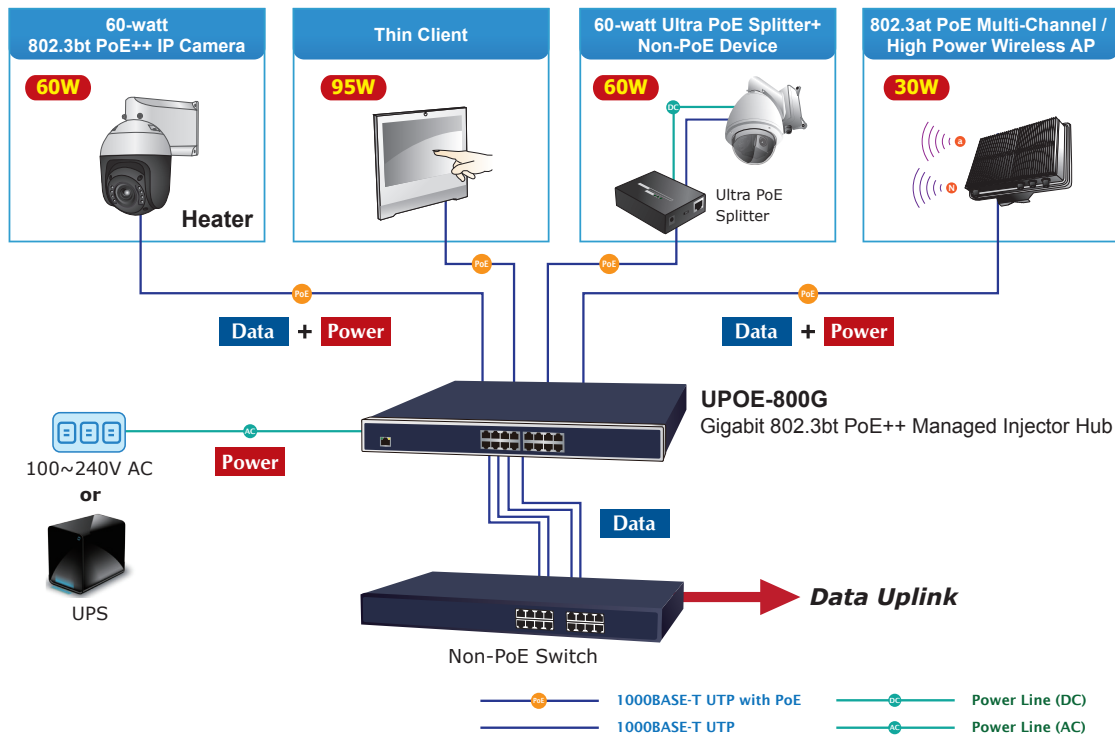 60-watt
802.3bt PoE++ IP Camera
Thin Client
60-watt Ultra PoE Splitter+
Non-PoE Device
802.3at PoE Multi-Channel /
High Power Wireless AP
60W
95W
60W
30W
DC
a
N
Heater
Ultra PoE
Splitter
PoE
PoE
PoE
PoE
Data + Power
Data + Power
UPOE-800G
Gigabit 802.3bt PoE++ Managed Injector Hub
AC
Power
100~240V AC
or
UPS
Data
Data Uplink
Non-PoE Switch
PoE 1000BASE-T UTP with PoE
DC Power Line (DC)
1000BASE-T UTP
AC Power Line (AC)